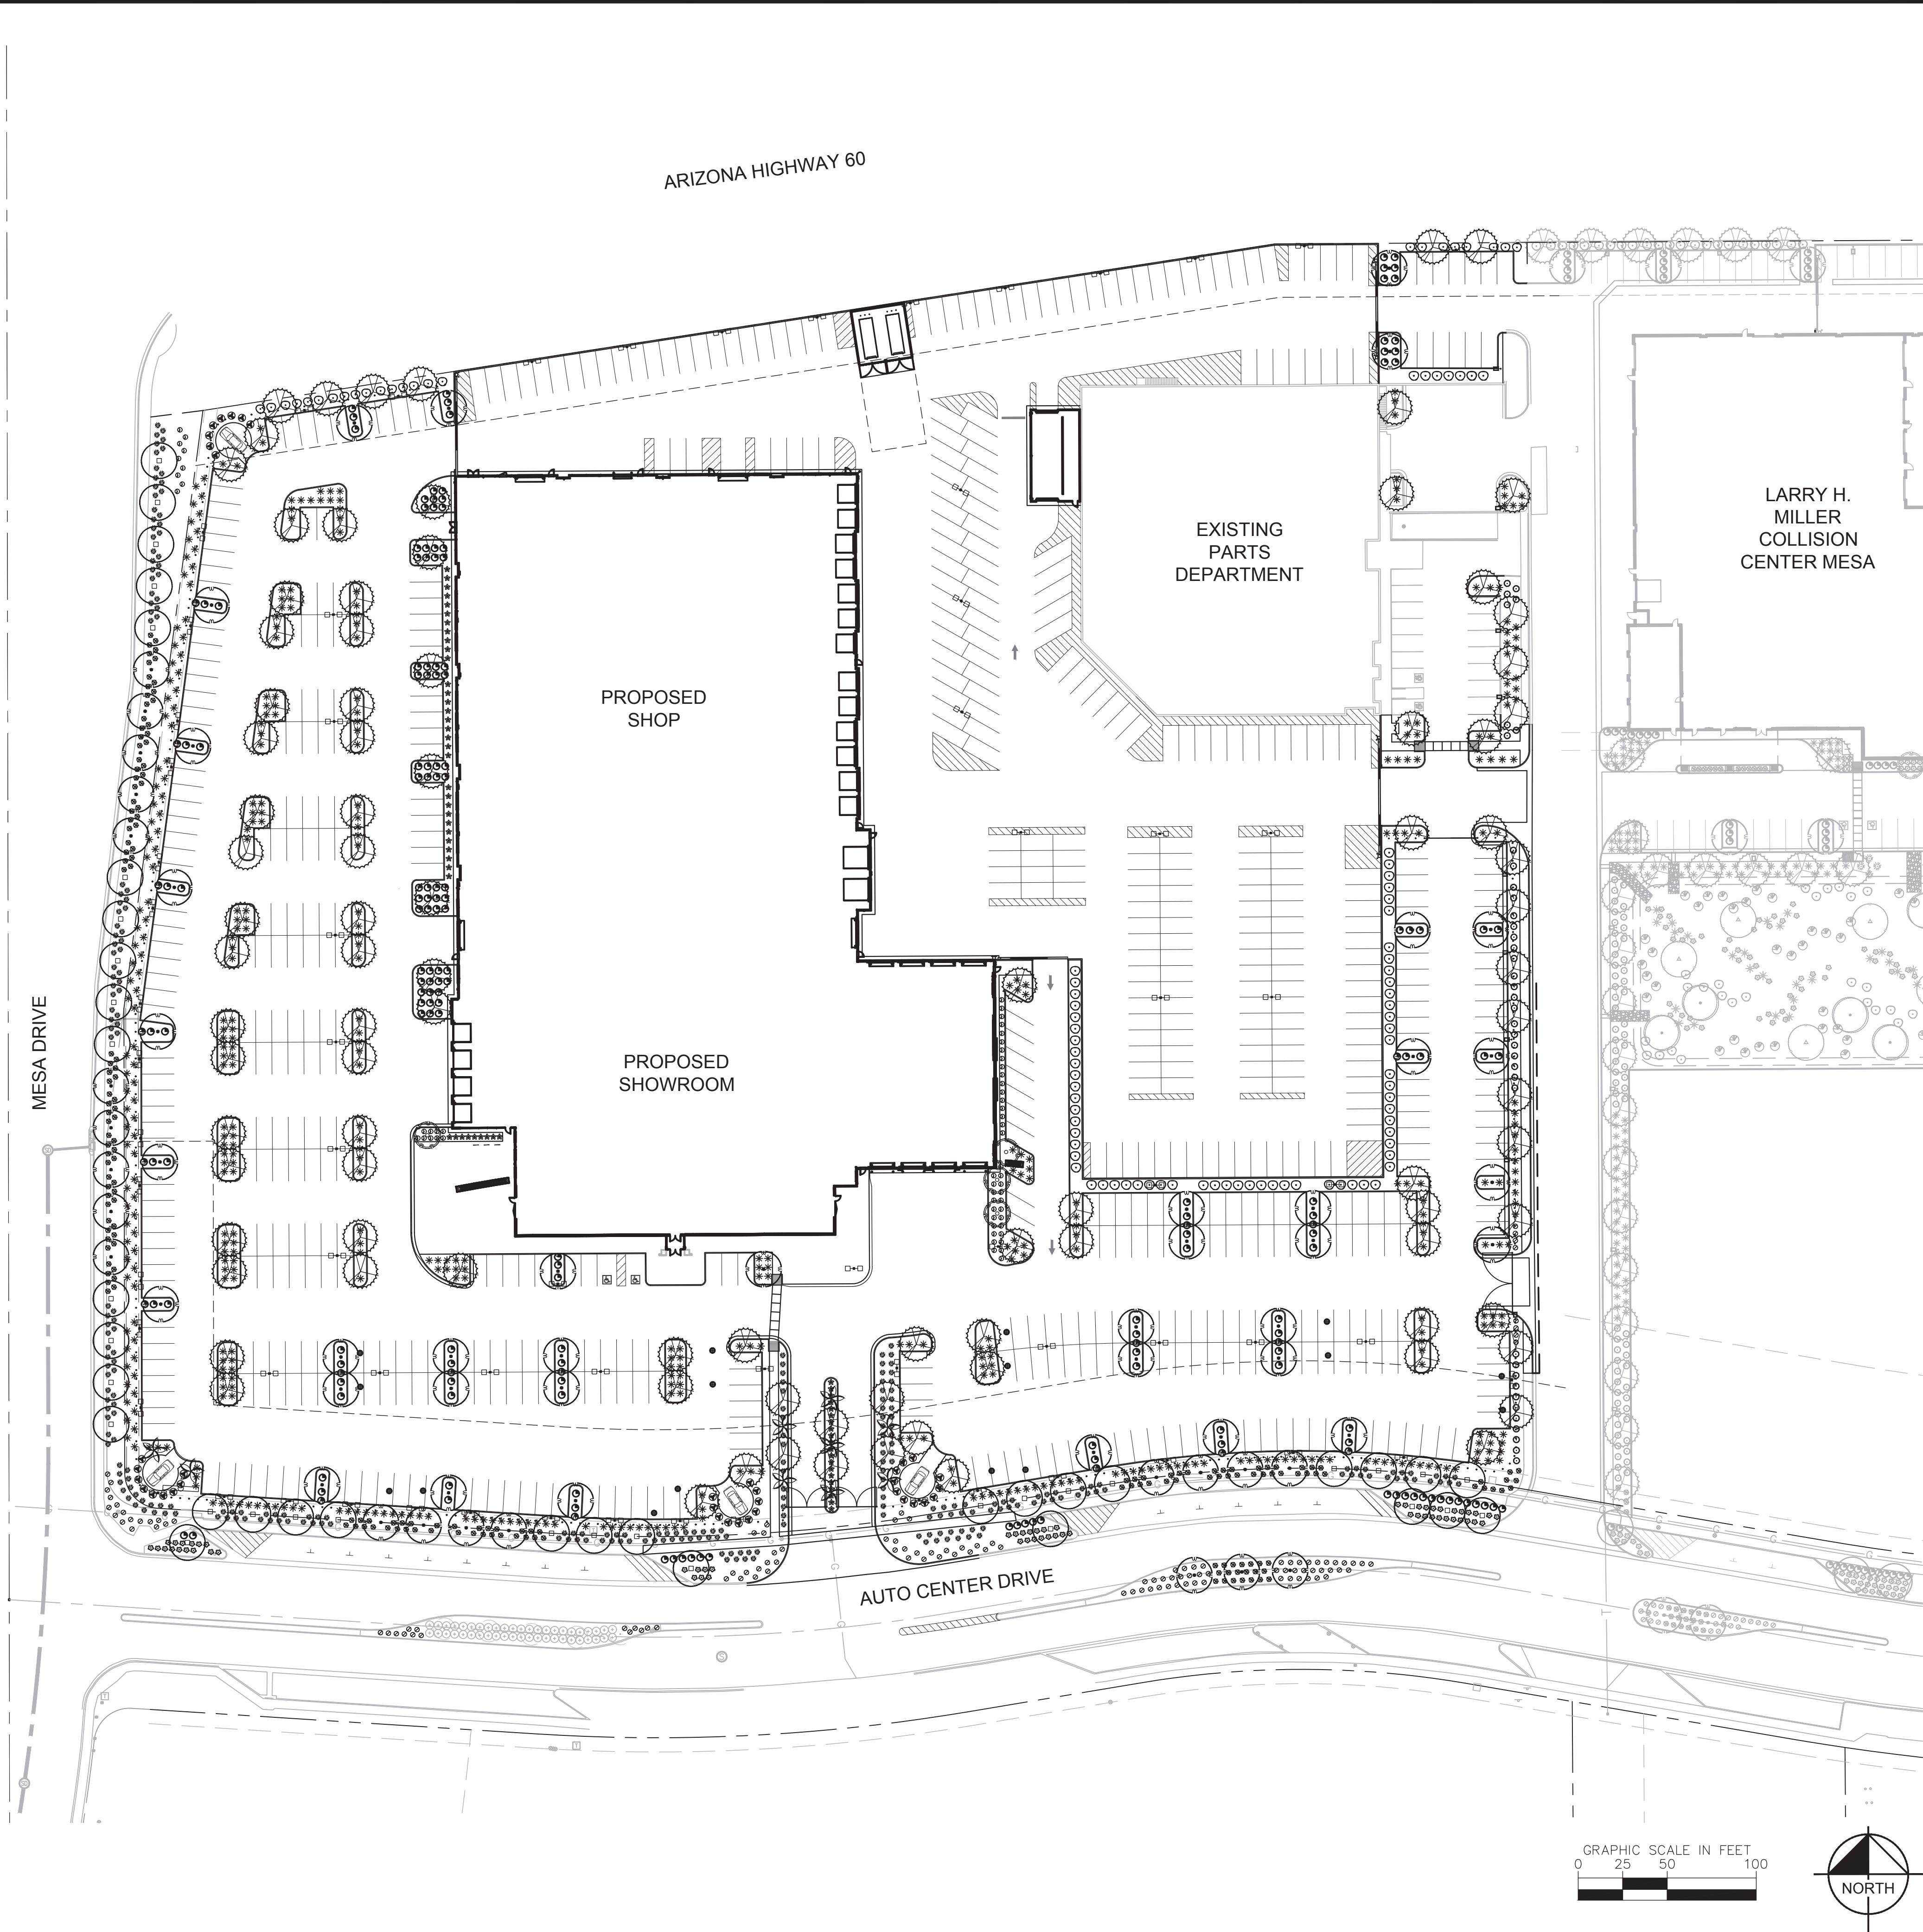 ARIZONA HIGHWAY 60
LARRY H.
MILLER
COLLISION
CENTER MESA
EXISTING
PARTS
DEPARTMENT
PROPOSED
SHOP
MESA DRIVE
PROPOSED
SHOWROOM
AUTO CENTER DRIVE
GRAPHIC SCALE IN FEET
0 25 50 100
NORTH